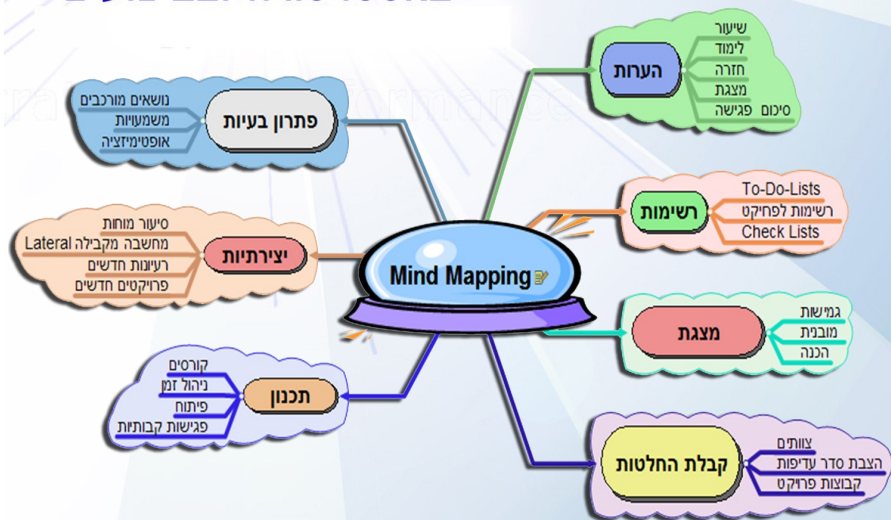 Mind Mapping
הערות
שיעור
לימוד
חזרה
מצגת
סיכום פגישה
רשימות
To-Do-Lists
רשימות לפחיקט
Check Lists
מצגת
גמישות
מובנית
הכנה
קבלת החלטות
צוותים
הצבת סדר עדיפות
קבוצות פרויקט
פתרון בעיות
נושאים מורכבים
משמעויות
אופטימיזציה
יצירתיות
סיעור מוחות
מחשבה מקבילה Lateral
רעיונות חדשים
פרויקטים חדשים
תכנון
קורסים
ניהול זמן
פיתוח
פגישות קבותיות